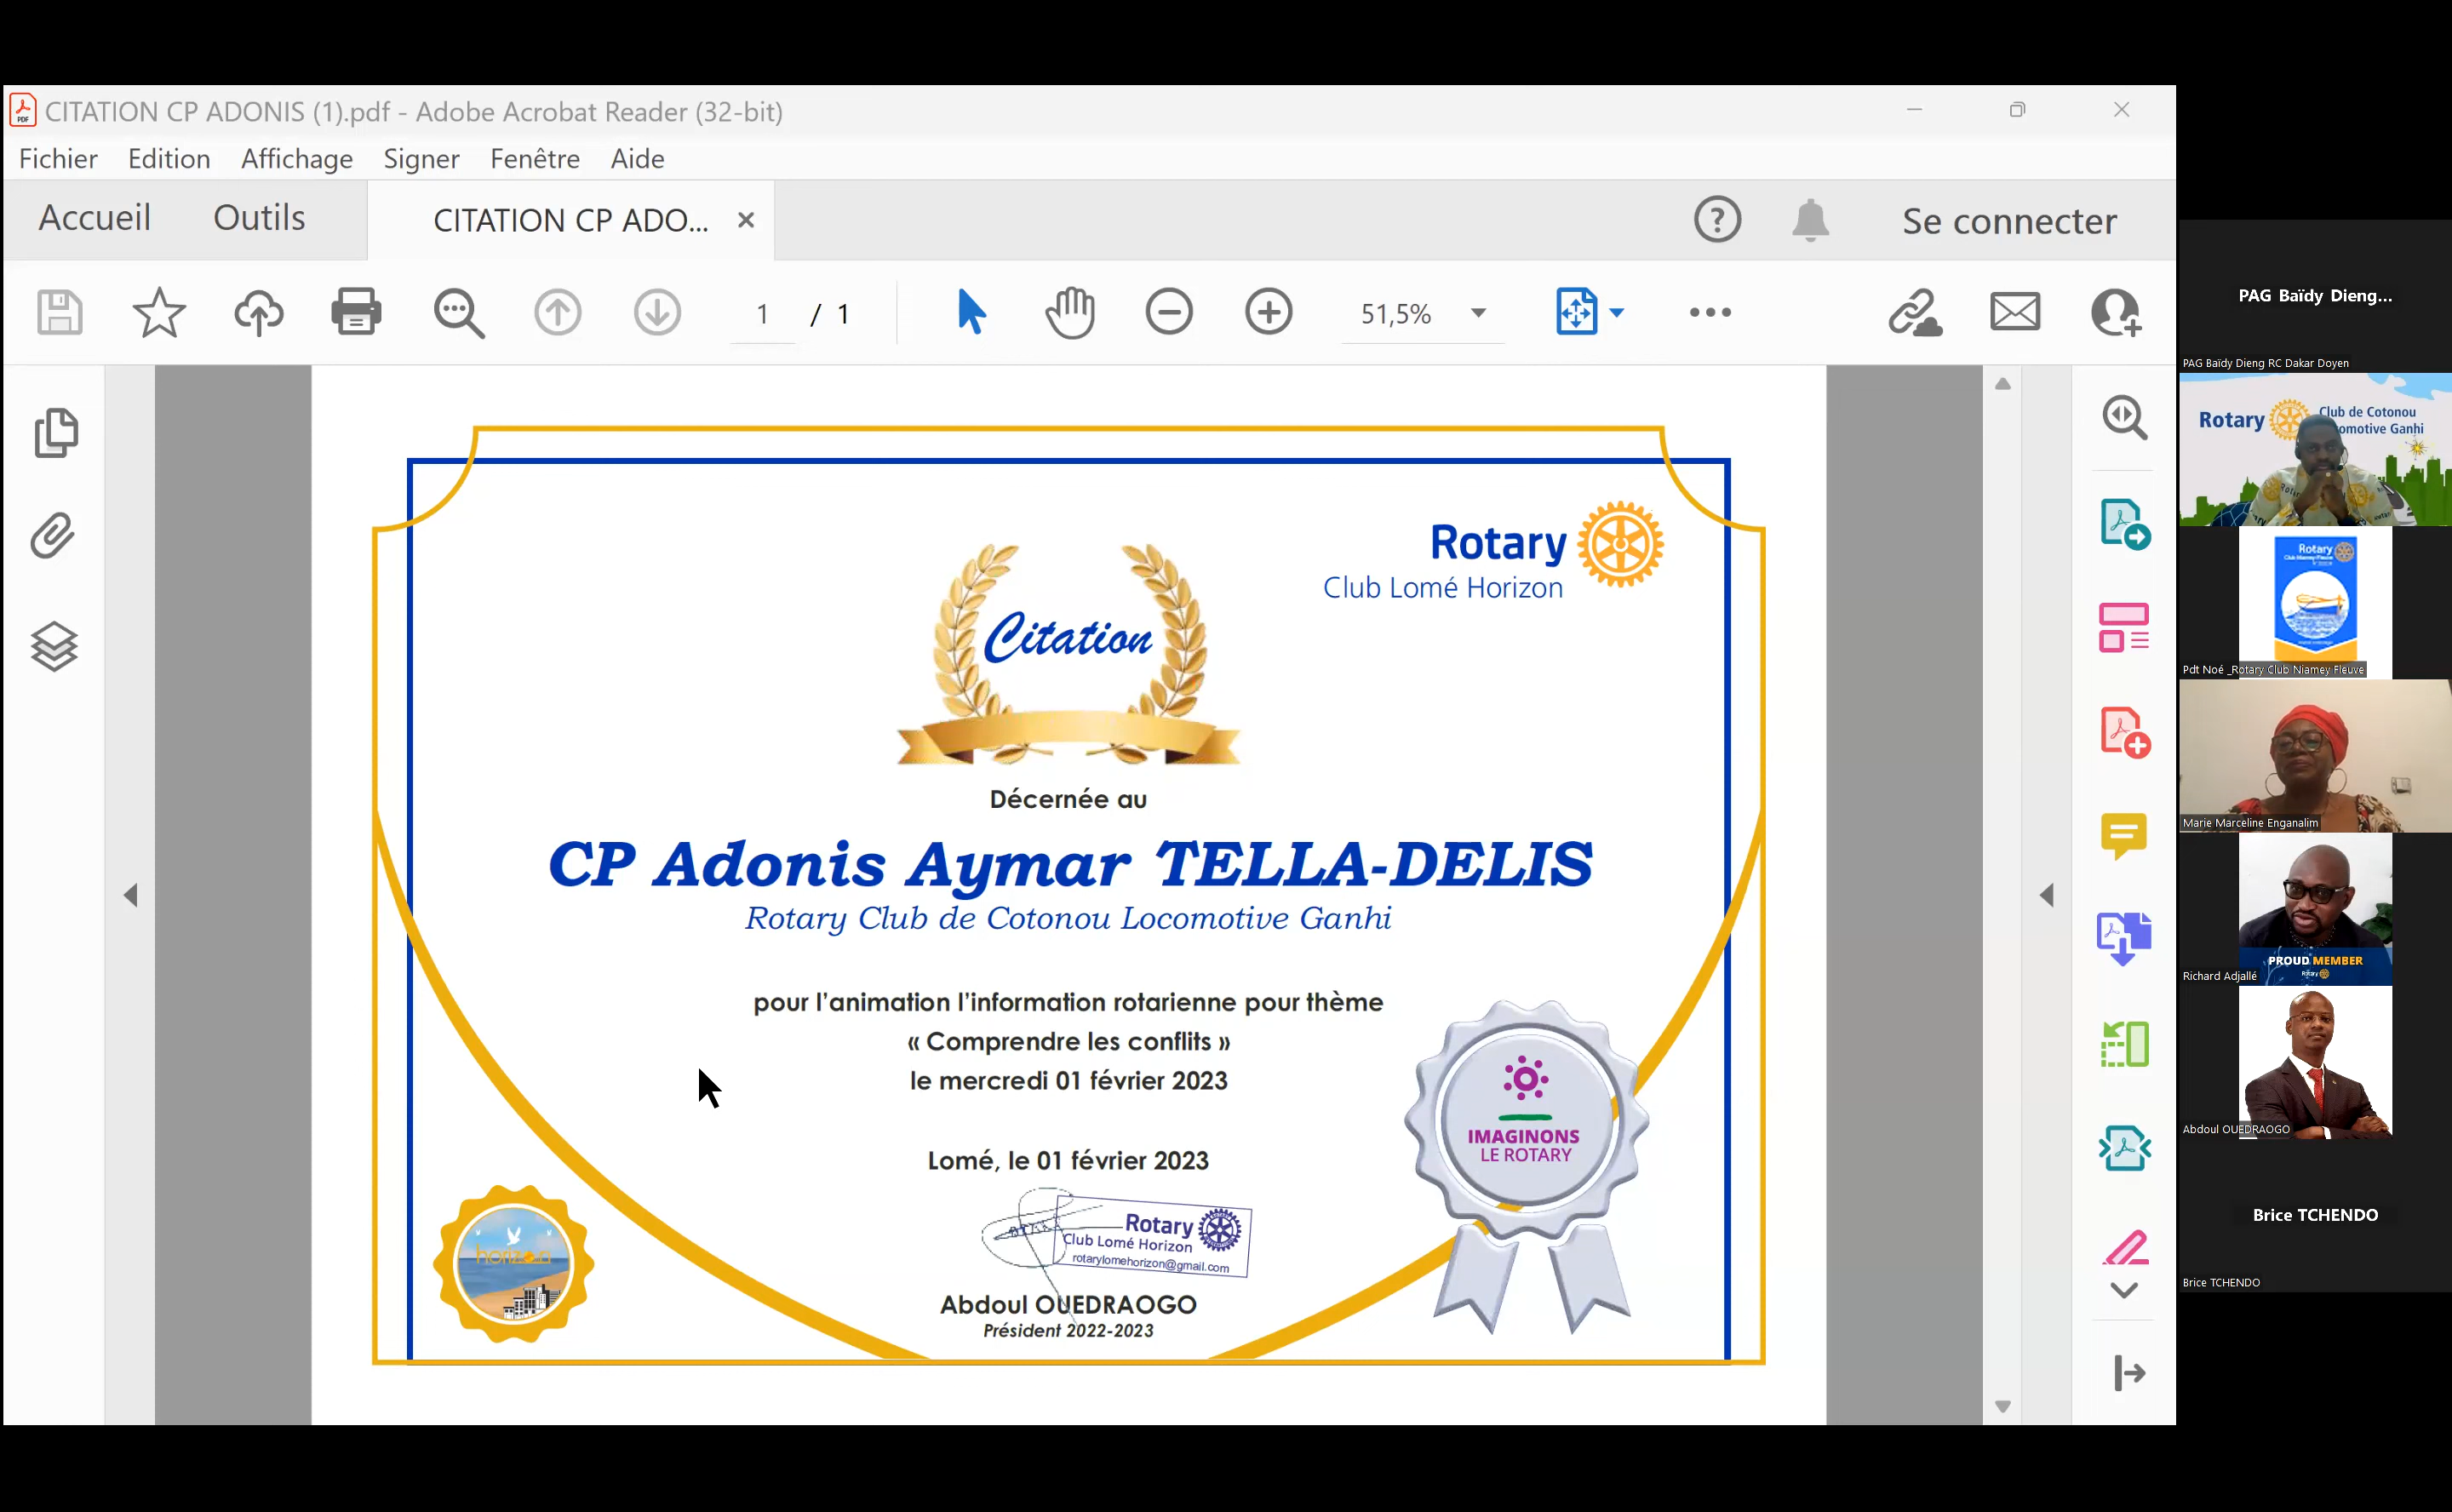 CITATION CP ADONIS (1).pdf - Adobe Acrobat Reader (32-bit)
Fichier Edition Affichage Signer Fenêtre Aide
Accueil Outils CITATION CP ADO... Se connecter
1 / 1 51,5%
Rotary
Club Lomé Horizon
Citation
Décernée au
CP Adonis Aymar TELLA-DELIS
Rotary Club de Cotonou Locomotive Ganhi
pour l'animation l'information rotarienne pour thème
« Comprendre les conflits »
le mercredi 01 février 2023
Lomé, le 01 février 2023
Rotary
Club Lomé Horizon
rotarylomehorizon@gmail.com
Abdoul OUEDRAOGO
Président 2022-2023
horizon
IMAGINONS
LE ROTARY
PAG Baïdy Dieng...
PAG Baïdy Dieng RC Dakar Doyen
Rotary Club de Cotonou
omotive Ganhi
Rotary
Pdt Noé _Rotary Club Niamey Fleuve
Marie Marceline Enganalim
PROUD MEMBER
Rotary
Richard Adjallé
Abdoul OUEDRAOGO
Brice TCHENDO
Brice TCHENDO